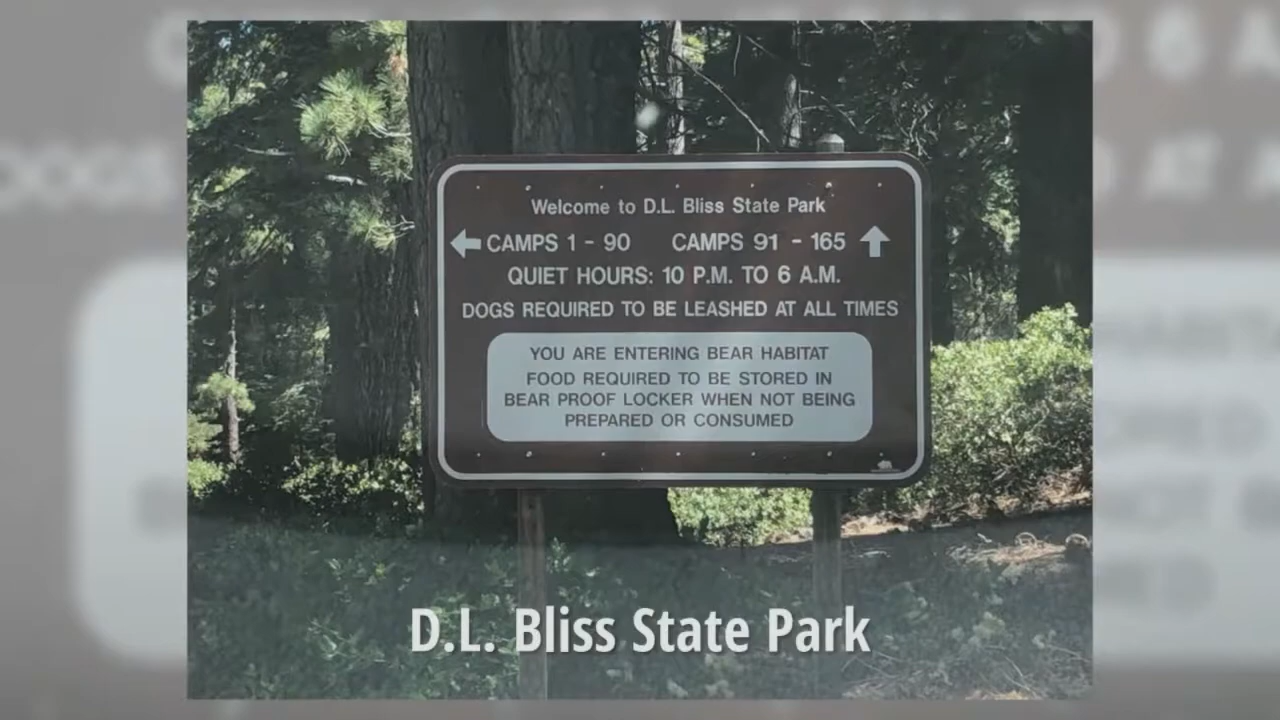 Welcome to D.L. Bliss State Park
CAMPS 1 - 90 CAMPS 91 - 165
QUIET HOURS: 10 P.M. TO 6 A.M.
DOGS REQUIRED TO BE LEASHED AT ALL TIMES
YOU ARE ENTERING BEAR HABITAT
FOOD REQUIRED TO BE STORED IN
BEAR PROOF LOCKER WHEN NOT BEING
PREPARED OR CONSUMED
D.L. Bliss State Park